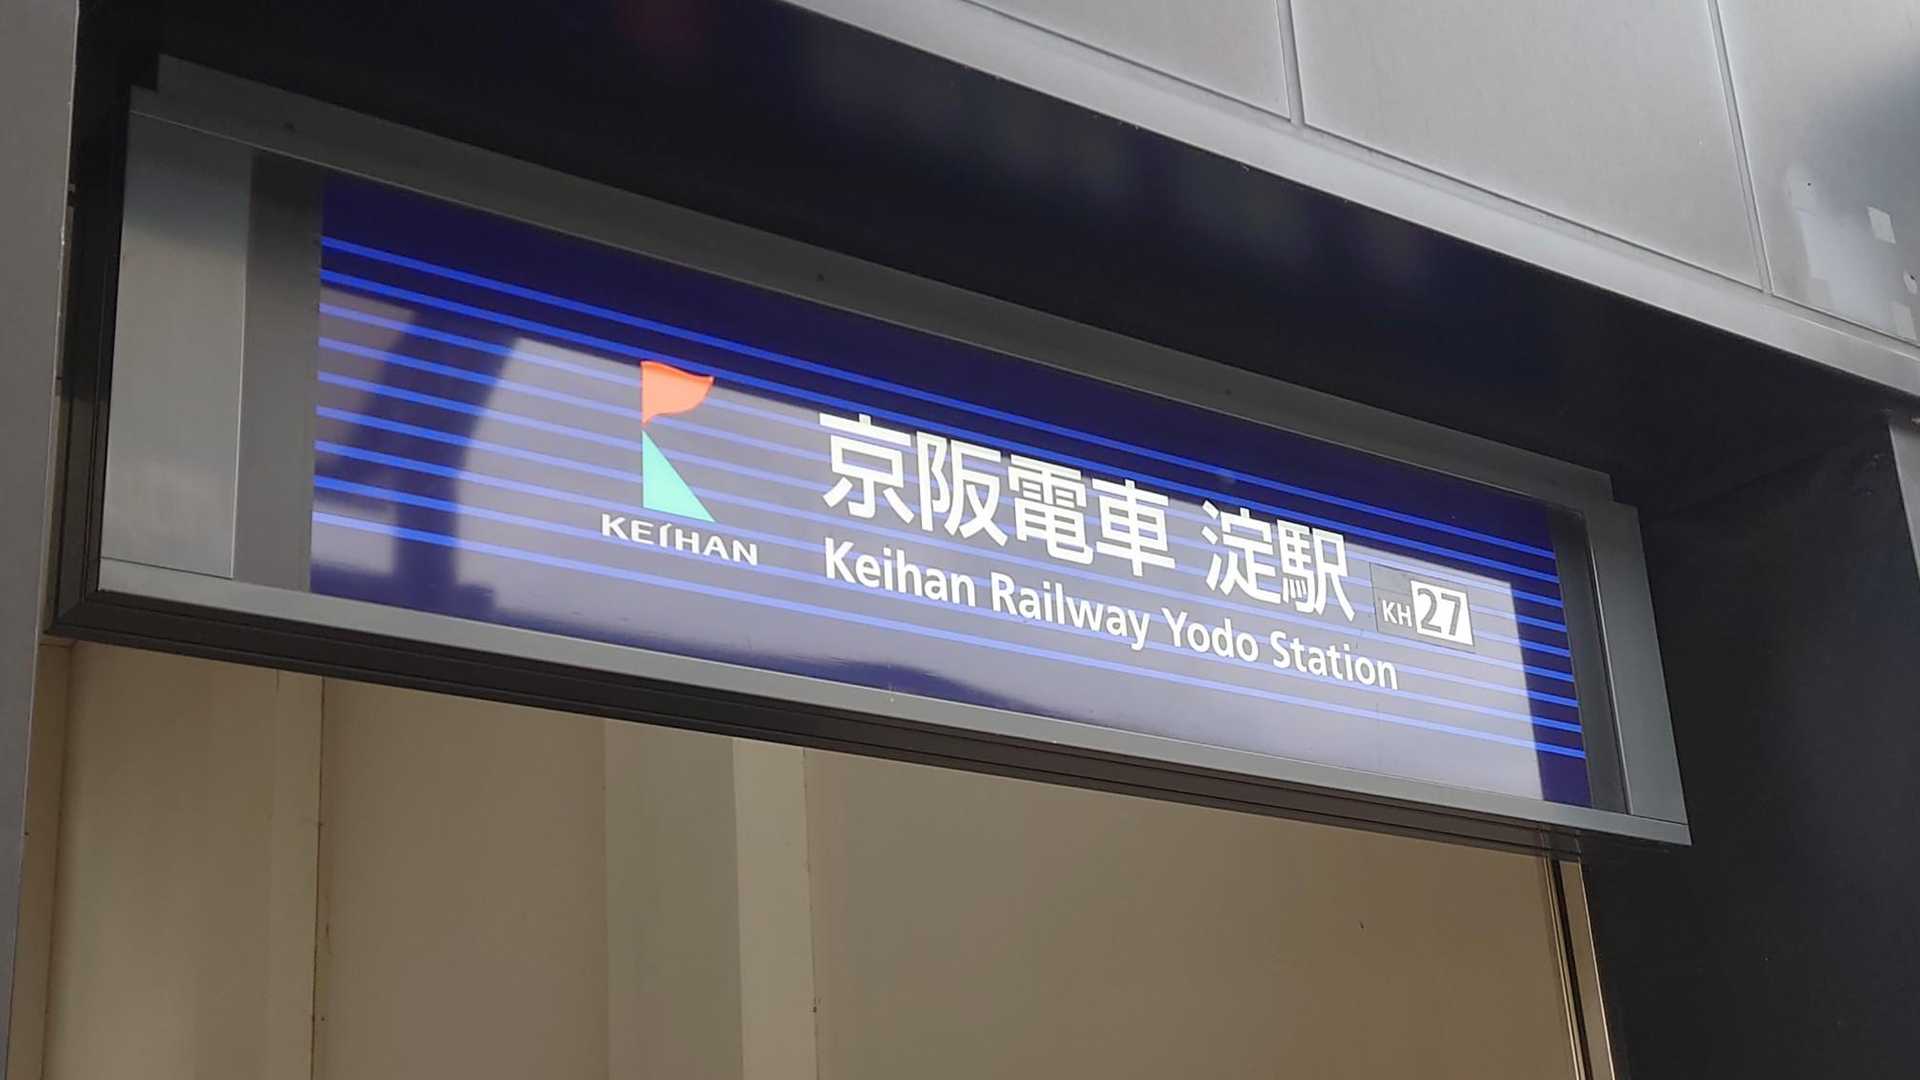 KEIHAN
京阪電車 淀駅 KH27
Keihan Railway Yodo Station